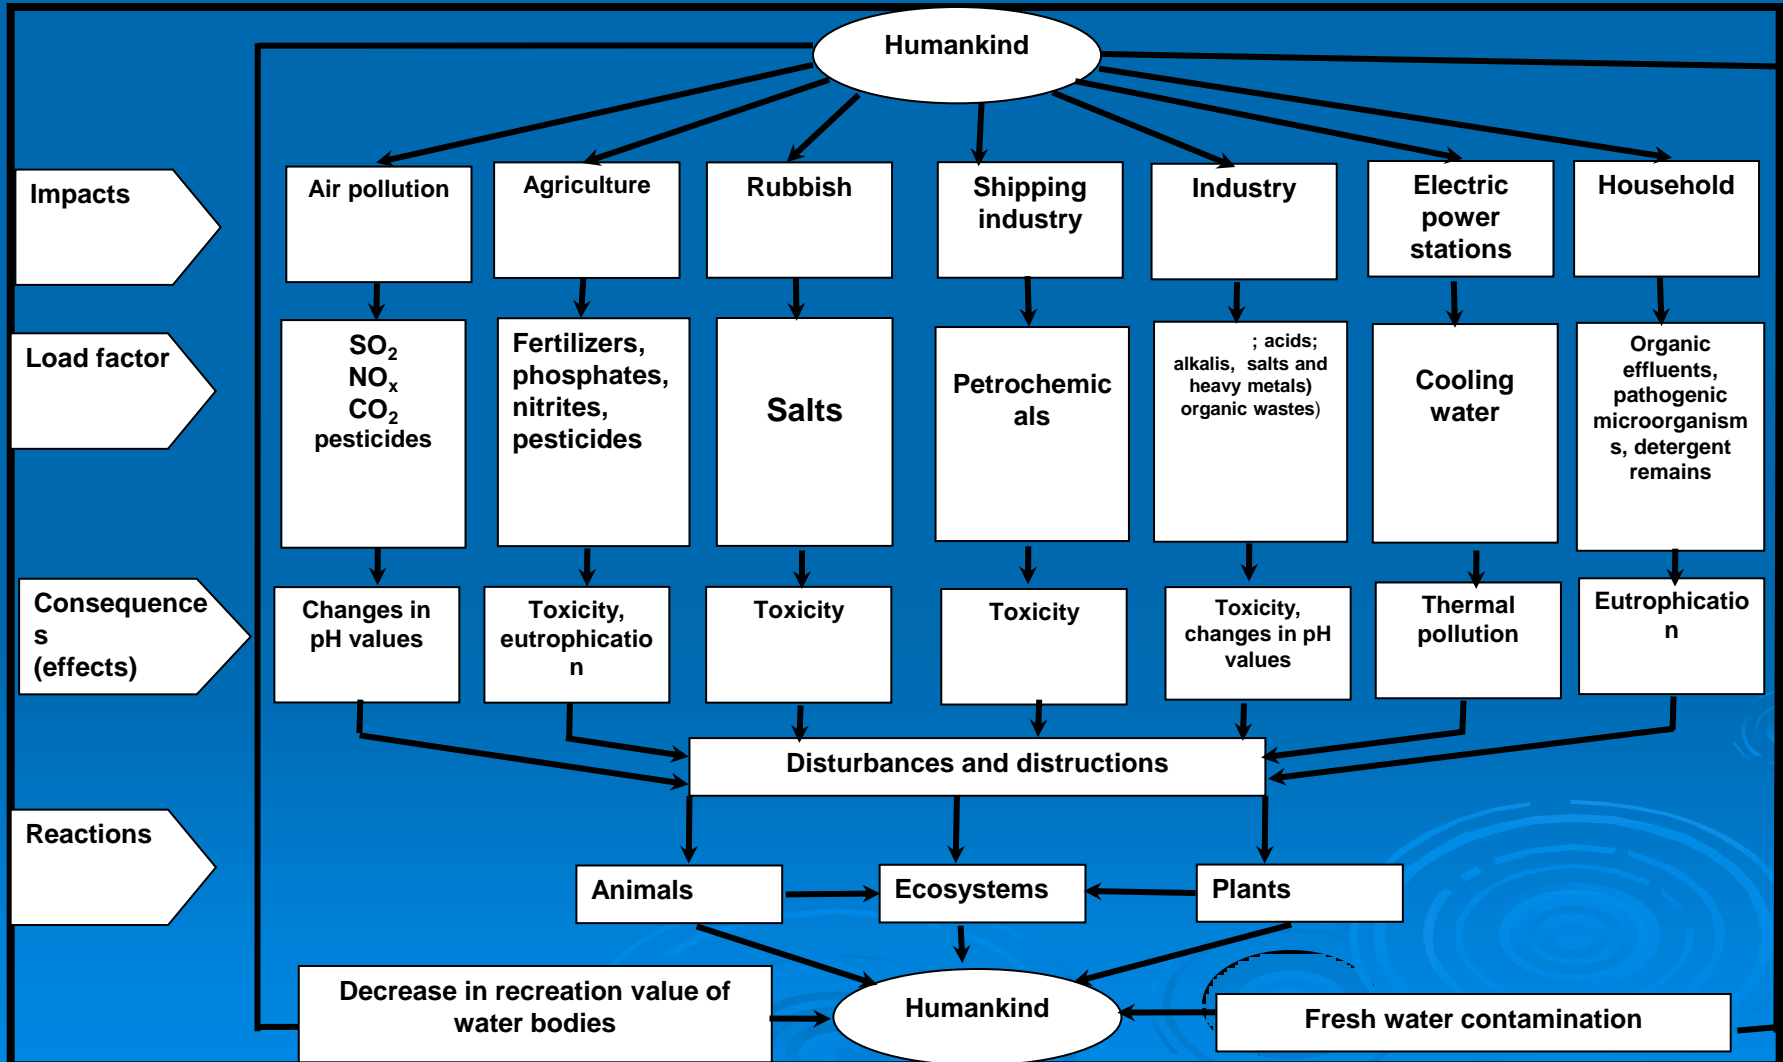 Humankind
Impacts
Air pollution
Agriculture
Rubbish
Shipping
industry
Industry
Electric
power
stations
Household
Load factor
SO₂
NOₓ
CO₂
pesticides
Fertilizers,
phosphates,
nitrites,
pesticides
Salts
Petrochemic
als
; acids;
alkalis, salts and
heavy metals)
organic wastes)
Cooling
water
Organic
effluents,
pathogenic
microorganism
s, detergent
remains
Consequence
s
(effects)
Changes in
pH values
Toxicity,
eutrophicatio
n
Toxicity
Toxicity
Toxicity,
changes in pH
values
Thermal
pollution
Eutrophicatio
n
Disturbances and distructions
Reactions
Animals
Ecosystems
Plants
Decrease in recreation value of
water bodies
Humankind
Fresh water contamination